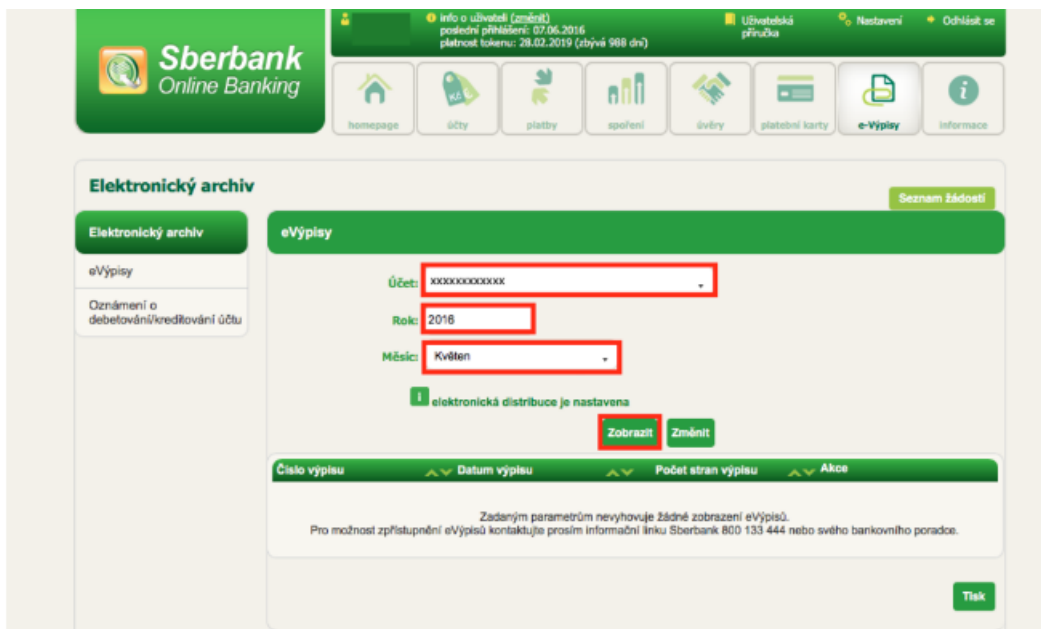 Sberbank
Online Banking
info o uživateli (změnit)
poslední přihlášení: 07.06.2016
platnost tokenu: 28.02.2019 (zbývá 988 dní)
Uživatelská
příručka
Nastavení
Odhlásit se
homepage
Kč €
účty
platby
spoření
úvěry
platební karty
e-Výpisy
informace
Elektronický archiv
Seznam žádostí
Elektronický archiv
eVýpisy
Oznámení o
debetování/kreditování účtu
eVýpisy
Účet: xxxxxxxxxxxx
Rok: 2016
Měsíc: Květen
i elektronická distribuce je nastavena
Zobrazit Změnit
Číslo výpisu Datum výpisu Počet stran výpisu Akce
Zadaným parametrům nevyhovuje žádné zobrazení eVýpisů.
Pro možnost zpřístupnění eVýpisů kontaktujte prosím informační linku Sberbank 800 133 444 nebo svého bankovního poradce.
Tisk